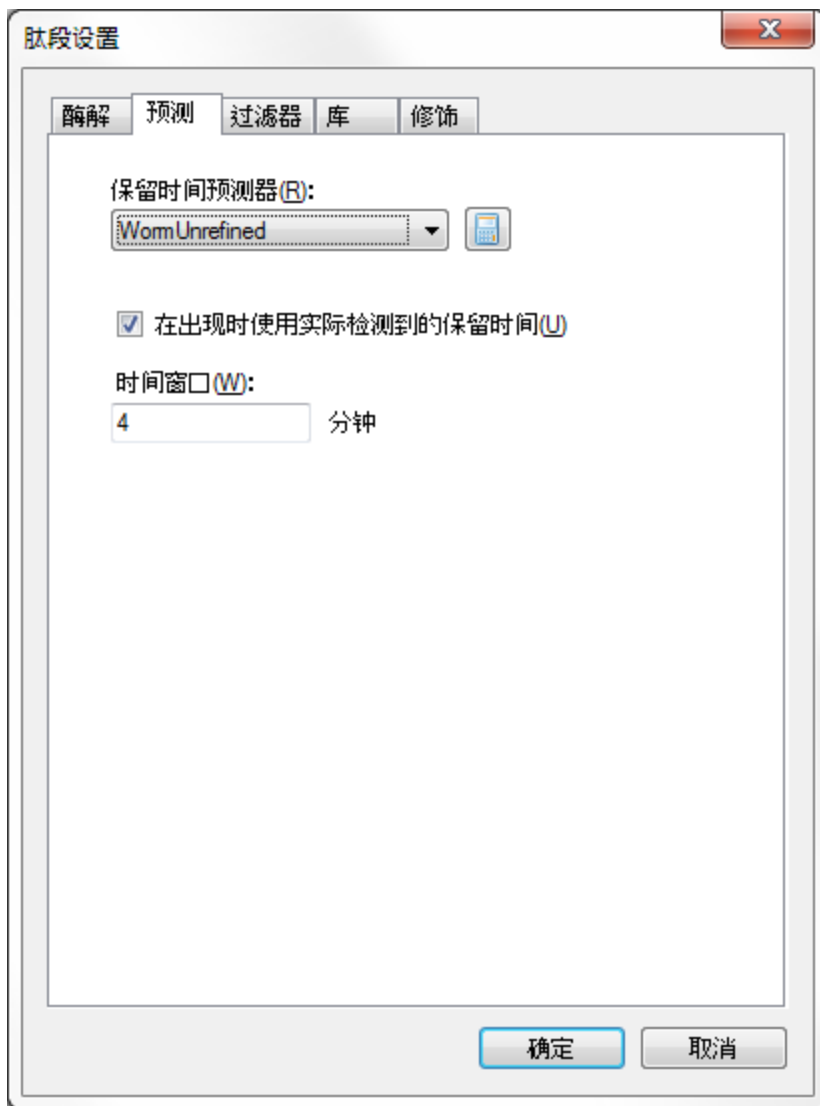 肽段设置
酶解 预测 过滤器 库 修饰
保留时间预测器(R):
WormUnrefined
在出现时使用实际检测到的保留时间(U)
时间窗口(W):
4 分钟
确定 取消